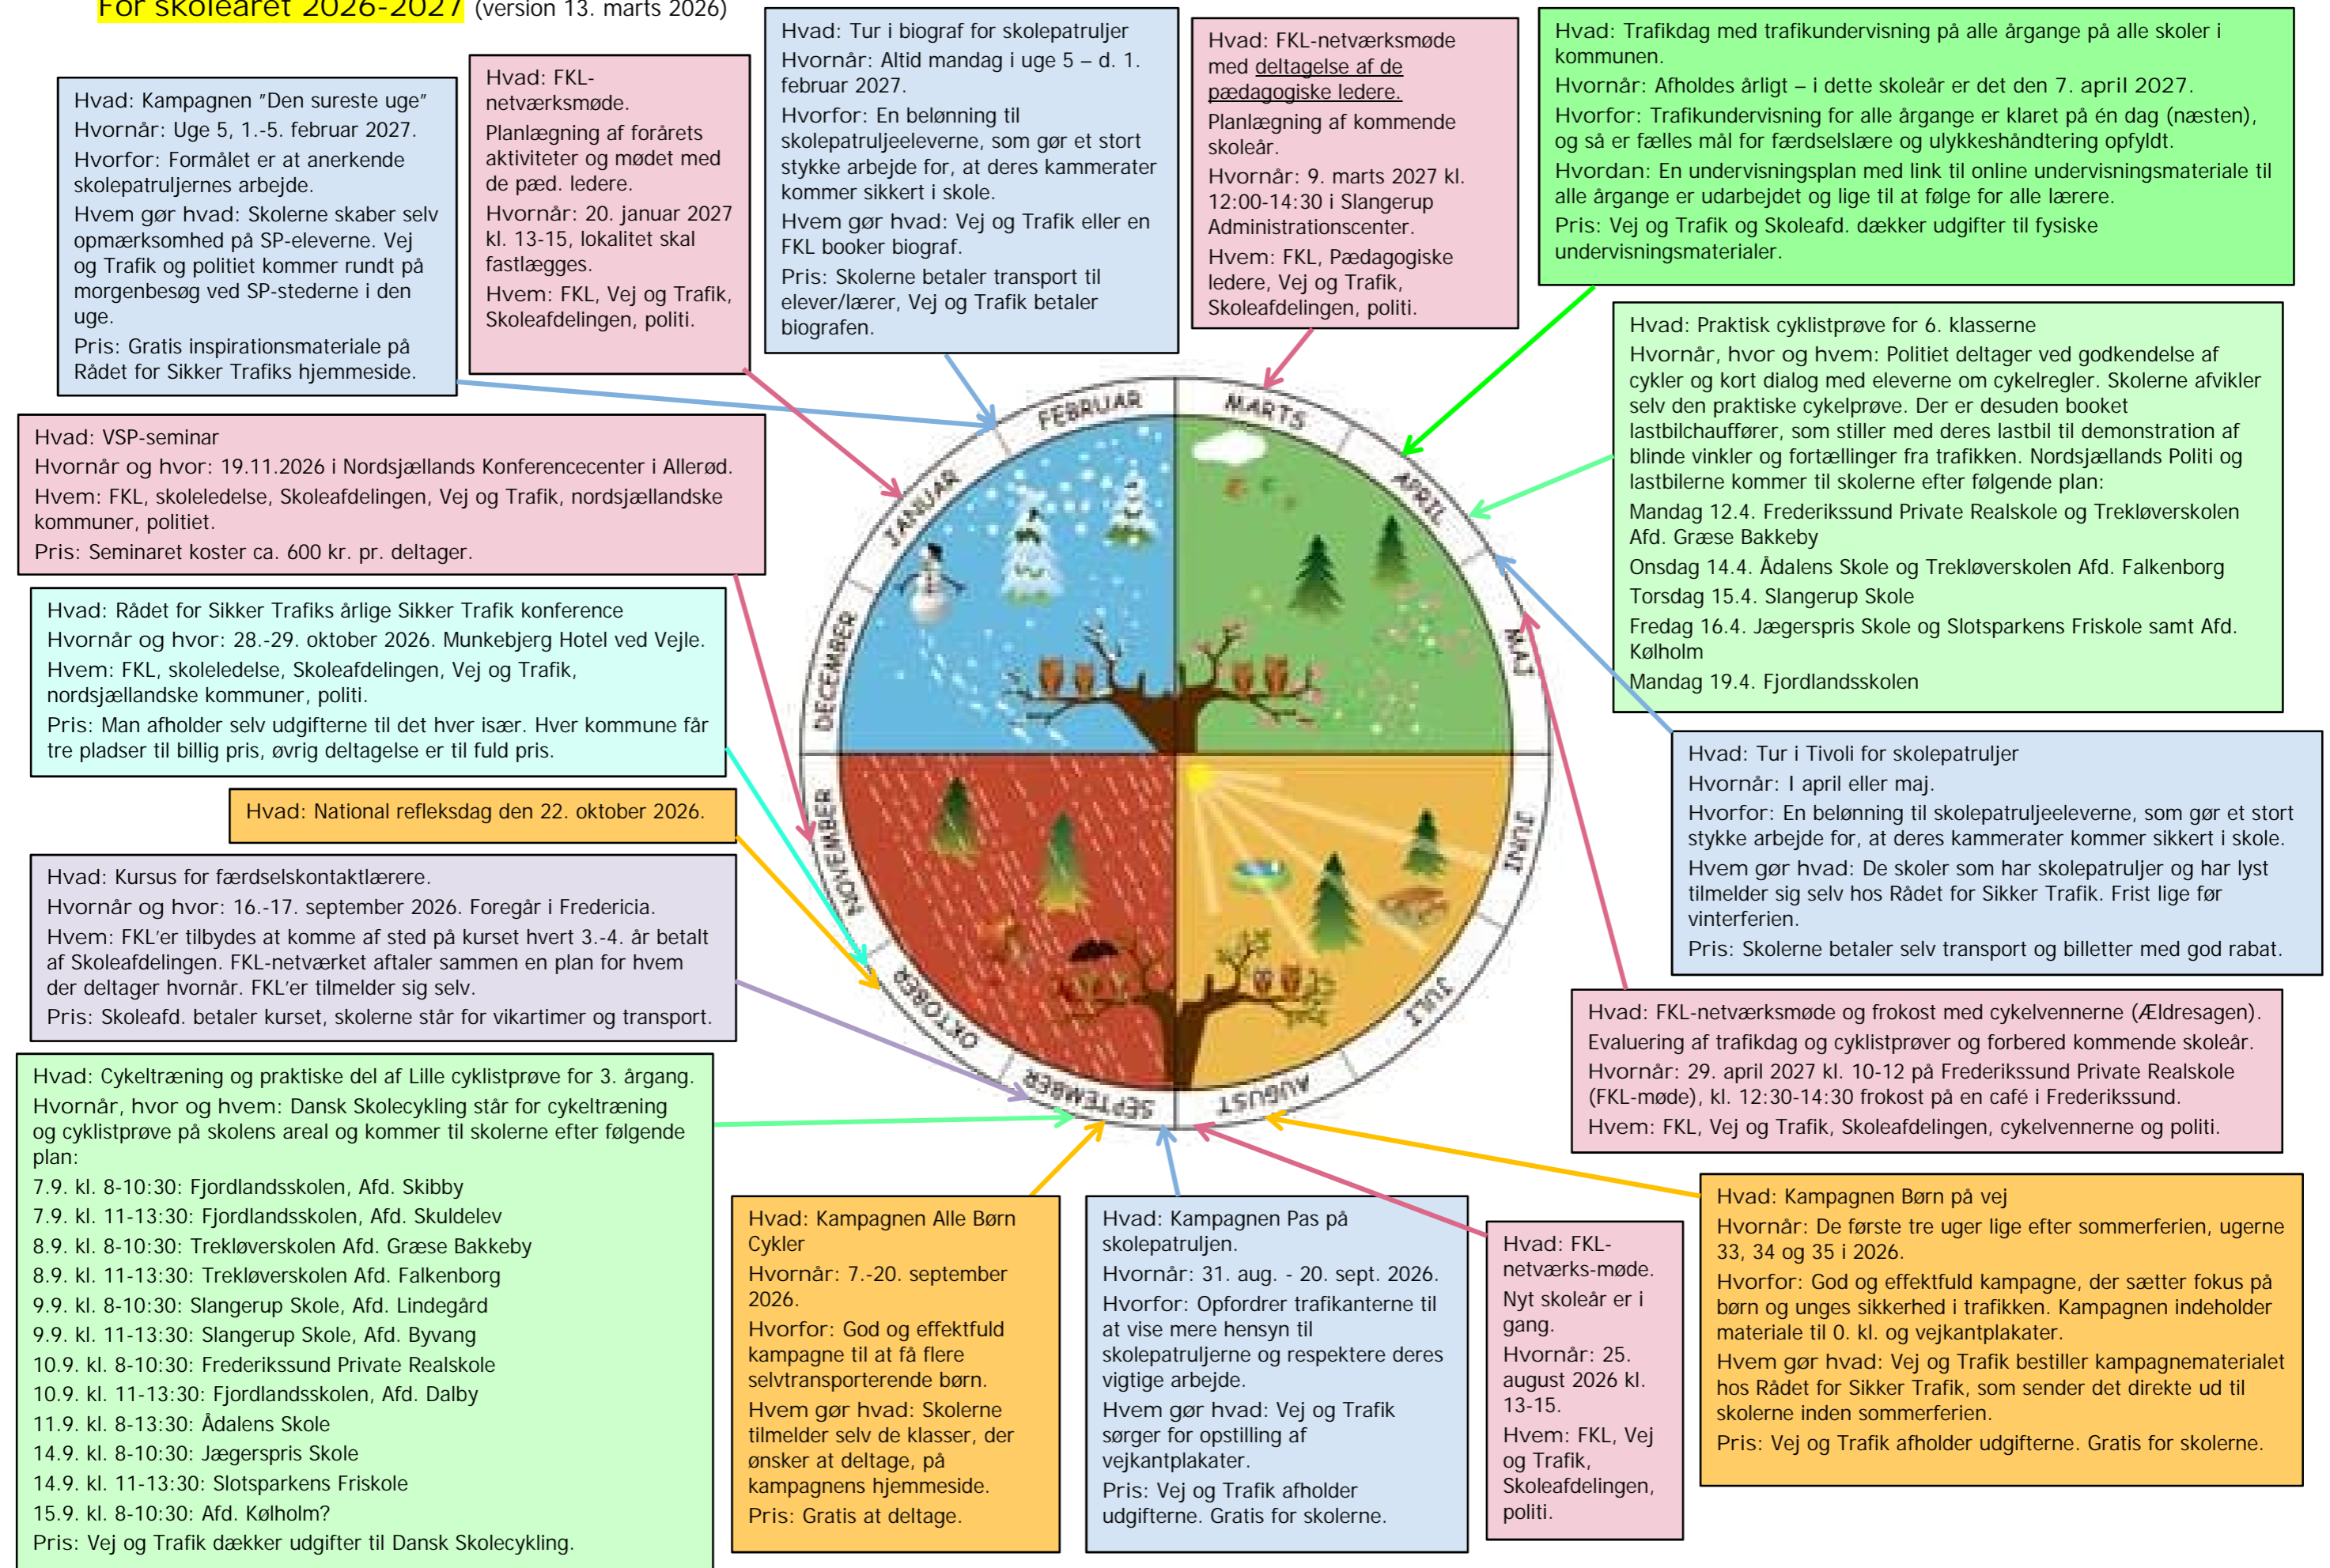 For skoleåret 2026-2027 (version 13. marts 2026)
Hvad: Kampagnen ”Den sureste uge”
Hvornår: Uge 5, 1.-5. februar 2027.
Hvorfor: Formålet er at anerkende
skolepatruljernes arbejde.
Hvem gør hvad: Skolerne skaber selv
opmærksomhed på SP-eleverne. Vej
og Trafik og politiet kommer rundt på
morgenbesøg ved SP-stederne i den
uge.
Pris: Gratis inspirationsmateriale på
Rådet for Sikker Trafiks hjemmeside.
Hvad: FKL-
netværksmøde.
Planlægning af forårets
aktiviteter og mødet med
de pæd. ledere.
Hvornår: 20. januar 2027
kl. 13-15, lokalitet skal
fastlægges.
Hvem: FKL, Vej og Trafik,
Skoleafdelingen, politi.
Hvad: Tur i biograf for skolepatruljer
Hvornår: Altid mandag i uge 5 – d. 1.
februar 2027.
Hvorfor: En belønning til
skolepatruljeeleverne, som gør et stort
stykke arbejde for, at deres kammerater
kommer sikkert i skole.
Hvem gør hvad: Vej og Trafik eller en
FKL booker biograf.
Pris: Skolerne betaler transport til
elever/lærer, Vej og Trafik betaler
biografen.
Hvad: FKL-netværksmøde
med deltagelse af de
pædagogiske ledere.
Planlægning af kommende
skoleår.
Hvornår: 9. marts 2027 kl.
12:00-14:30 i Slangerup
Administrationscenter.
Hvem: FKL, Pædagogiske
ledere, Vej og Trafik,
Skoleafdelingen, politi.
Hvad: Trafikdag med trafikundervisning på alle årgange på alle skoler i
kommunen.
Hvornår: Afholdes årligt – i dette skoleår er det den 7. april 2027.
Hvorfor: Trafikundervisning for alle årgange er klaret på én dag (næsten),
og så er fælles mål for færdselslære og ulykkeshåndtering opfyldt.
Hvordan: En undervisningsplan med link til online undervisningsmateriale til
alle årgange er udarbejdet og lige til at følge for alle lærere.
Pris: Vej og Trafik og Skoleafd. dækker udgifter til fysiske
undervisningsmaterialer.
Hvad: Praktisk cyklistprøve for 6. klasserne
Hvornår, hvor og hvem: Politiet deltager ved godkendelse af
cykler og kort dialog med eleverne om cykelregler. Skolerne afvikler
selv den praktiske cykelprøve. Der er desuden booket
lastbilchauffører, som stiller med deres lastbil til demonstration af
blinde vinkler og fortællinger fra trafikken. Nordsjællands Politi og
lastbilerne kommer til skolerne efter følgende plan:
Mandag 12.4. Frederikssund Private Realskole og Trekløverskolen
Afd. Græse Bakkeby
Onsdag 14.4. Ådalens Skole og Trekløverskolen Afd. Falkenborg
Torsdag 15.4. Slangerup Skole
Fredag 16.4. Jægerspris Skole og Slotsparkens Friskole samt Afd.
Kølholm
Mandag 19.4. Fjordlandsskolen
Hvad: VSP-seminar
Hvornår og hvor: 19.11.2026 i Nordsjællands Konferencecenter i Allerød.
Hvem: FKL, skoleledelse, Skoleafdelingen, Vej og Trafik, nordsjællandske
kommuner, politiet.
Pris: Seminaret koster ca. 600 kr. pr. deltager.
Hvad: Rådet for Sikker Trafiks årlige Sikker Trafik konference
Hvornår og hvor: 28.-29. oktober 2026. Munkebjerg Hotel ved Vejle.
Hvem: FKL, skoleledelse, Skoleafdelingen, Vej og Trafik,
nordsjællandske kommuner, politi.
Pris: Man afholder selv udgifterne til det hver især. Hver kommune får
tre pladser til billig pris, øvrig deltagelse er til fuld pris.
Hvad: National refleksdag den 22. oktober 2026.
Hvad: Kursus for færdselskontaktlærere.
Hvornår og hvor: 16.-17. september 2026. Foregår i Fredericia.
Hvem: FKL’er tilbydes at komme af sted på kurset hvert 3.-4. år betalt
af Skoleafdelingen. FKL-netværket aftaler sammen en plan for hvem
der deltager hvornår. FKL’er tilmelder sig selv.
Pris: Skoleafd. betaler kurset, skolerne står for vikartimer og transport.
JANUAR
FEBRUAR
MARTS
APRIL
MAJ
JUNI
JULI
AUGUST
SEPTEMBER
OKTOBER
NOVEMBER
DECEMBER
Hvad: Tur i Tivoli for skolepatruljer
Hvornår: I april eller maj.
Hvorfor: En belønning til skolepatruljeeleverne, som gør et stort
stykke arbejde for, at deres kammerater kommer sikkert i skole.
Hvem gør hvad: De skoler som har skolepatruljer og har lyst
tilmelder sig selv hos Rådet for Sikker Trafik. Frist lige før
vinterferien.
Pris: Skolerne betaler selv transport og billetter med god rabat.
Hvad: FKL-netværksmøde og frokost med cykelvennerne (Ældresagen).
Evaluering af trafikdag og cyklistprøver og forbered kommende skoleår.
Hvornår: 29. april 2027 kl. 10-12 på Frederikssund Private Realskole
(FKL-møde), kl. 12:30-14:30 frokost på en café i Frederikssund.
Hvem: FKL, Vej og Trafik, Skoleafdelingen, cykelvennerne og politi.
Hvad: Cykeltræning og praktiske del af Lille cyklistprøve for 3. årgang.
Hvornår, hvor og hvem: Dansk Skolecykling står for cykeltræning
og cyklistprøve på skolens areal og kommer til skolerne efter følgende
plan:
7.9. kl. 8-10:30: Fjordlandsskolen, Afd. Skibby
7.9. kl. 11-13:30: Fjordlandsskolen, Afd. Skuldelev
8.9. kl. 8-10:30: Trekløverskolen Afd. Græse Bakkeby
8.9. kl. 11-13:30: Trekløverskolen Afd. Falkenborg
9.9. kl. 8-10:30: Slangerup Skole, Afd. Lindegård
9.9. kl. 11-13:30: Slangerup Skole, Afd. Byvang
10.9. kl. 8-10:30: Frederikssund Private Realskole
10.9. kl. 11-13:30: Fjordlandsskolen, Afd. Dalby
11.9. kl. 8-13:30: Ådalens Skole
14.9. kl. 8-10:30: Jægerspris Skole
14.9. kl. 11-13:30: Slotsparkens Friskole
15.9. kl. 8-10:30: Afd. Kølholm?
Pris: Vej og Trafik dækker udgifter til Dansk Skolecykling.
Hvad: Kampagnen Alle Børn
Cykler
Hvornår: 7.-20. september
2026.
Hvorfor: God og effektfuld
kampagne til at få flere
selvtransporterende børn.
Hvem gør hvad: Skolerne
tilmelder selv de klasser, der
ønsker at deltage, på
kampagnens hjemmeside.
Pris: Gratis at deltage.
Hvad: Kampagnen Pas på
skolepatruljen.
Hvornår: 31. aug. - 20. sept. 2026.
Hvorfor: Opfordrer trafikanterne til
at vise mere hensyn til
skolepatruljerne og respektere deres
vigtige arbejde.
Hvem gør hvad: Vej og Trafik
sørger for opstilling af
vejkantplakater.
Pris: Vej og Trafik afholder
udgifterne. Gratis for skolerne.
Hvad: FKL-
netværks-møde.
Nyt skoleår er i
gang.
Hvornår: 25.
august 2026 kl.
13-15.
Hvem: FKL, Vej
og Trafik,
Skoleafdelingen,
politi.
Hvad: Kampagnen Børn på vej
Hvornår: De første tre uger lige efter sommerferien, ugerne
33, 34 og 35 i 2026.
Hvorfor: God og effektfuld kampagne, der sætter fokus på
børn og unges sikkerhed i trafikken. Kampagnen indeholder
materiale til 0. kl. og vejkantplakater.
Hvem gør hvad: Vej og Trafik bestiller kampagnematerialet
hos Rådet for Sikker Trafik, som sender det direkte ud til
skolerne inden sommerferien.
Pris: Vej og Trafik afholder udgifterne. Gratis for skolerne.